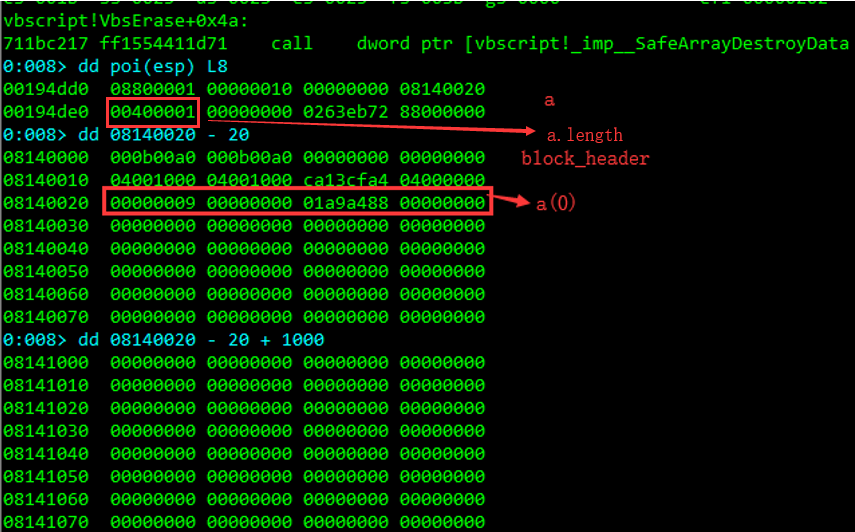 vbscript!VbsErase+0x4a:
711bc217 ff1554411d71 call dword ptr [vbscript!_imp__SafeArrayDestroyData
0:008> dd poi(esp) L8
00194dd0 08800001 00000010 00000000 08140020
a
00194de0 00400001 00000000 0263eb72 88000000
0:008> dd 08140020 - 20
a.length
08140000 000b00a0 000b00a0 00000000 00000000
block_header
08140010 04001000 04001000 ca13cfa4 04000000
08140020 00000009 00000000 01a9a488 00000000
a(0)
08140030 00000000 00000000 00000000 00000000
08140040 00000000 00000000 00000000 00000000
08140050 00000000 00000000 00000000 00000000
08140060 00000000 00000000 00000000 00000000
08140070 00000000 00000000 00000000 00000000
0:008> dd 08140020 - 20 + 1000
08141000 00000000 00000000 00000000 00000000
08141010 00000000 00000000 00000000 00000000
08141020 00000000 00000000 00000000 00000000
08141030 00000000 00000000 00000000 00000000
08141040 00000000 00000000 00000000 00000000
08141050 00000000 00000000 00000000 00000000
08141060 00000000 00000000 00000000 00000000
08141070 00000000 00000000 00000000 00000000